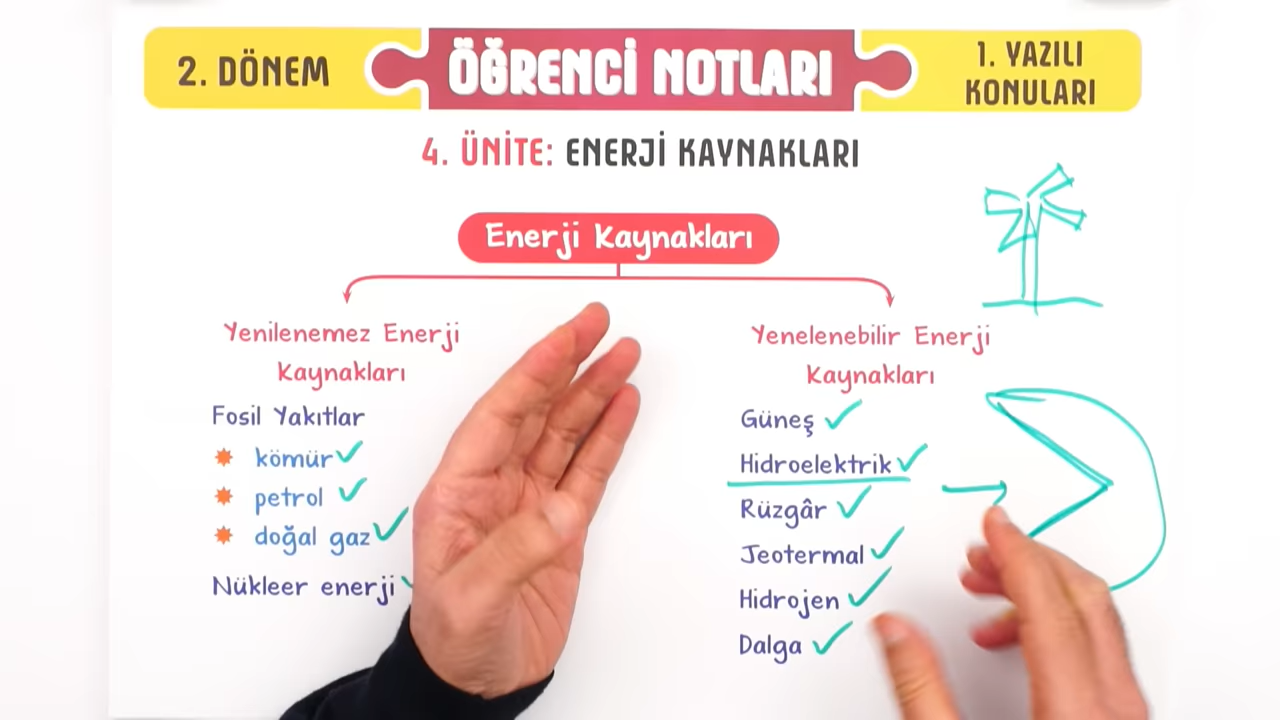 2. DÖNEM
ÖĞRENCİ NOTLARI
1. YAZILI
KONULARI
4. ÜNİTE: ENERJİ KAYNAKLARI
Enerji Kaynakları
Yenilenemez Enerji
Kaynakları
Fosil Yakıtlar
kömür
petrol
doğal gaz
Nükleer enerji
Yenelenebilir Enerji
Kaynakları
Güneş
Hidroelektrik
Rüzgâr
Jeotermal
Hidrojen
Dalga